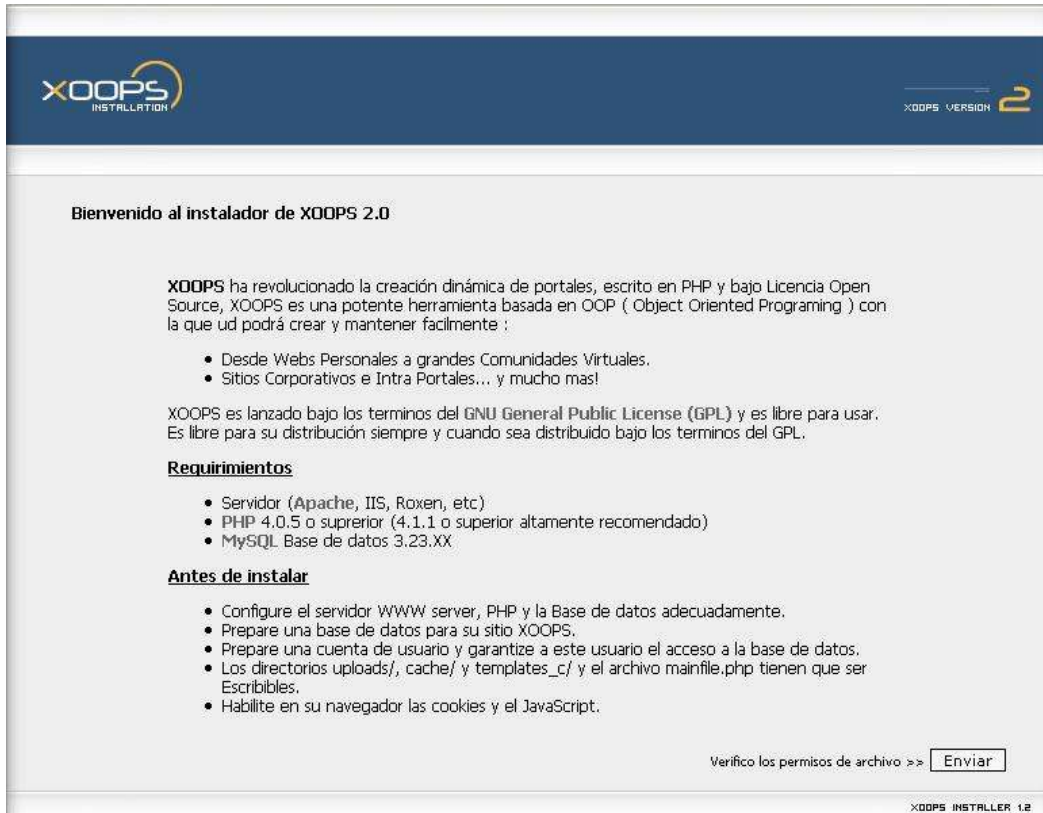 XOOPS
INSTALLATION
XOOPS VERSION 2
Bienvenido al instalador de XOOPS 2.0
XOOPS ha revolucionado la creación dinámica de portales, escrito en PHP y bajo Licencia Open
Source, XOOPS es una potente herramienta basada en OOP ( Object Oriented Programing ) con
la que ud podrá crear y mantener facilmente :
• Desde Webs Personales a grandes Comunidades Virtuales.
• Sitios Corporativos e Intra Portales... y mucho mas!
XOOPS es lanzado bajo los terminos del GNU General Public License (GPL) y es libre para usar.
Es libre para su distribución siempre y cuando sea distribuido bajo los terminos del GPL.
Requirimientos
• Servidor (Apache, IIS, Roxen, etc)
• PHP 4.0.5 o suprerior (4.1.1 o superior altamente recomendado)
• MySQL Base de datos 3.23.XX
Antes de instalar
• Configure el servidor WWW server, PHP y la Base de datos adecuadamente.
• Prepare una base de datos para su sitio XOOPS.
• Prepare una cuenta de usuario y garantize a este usuario el acceso a la base de datos.
• Los directorios uploads/, cache/ y templates_c/ y el archivo mainfile.php tienen que ser
Escribibles.
• Habilite en su navegador las cookies y el JavaScript.
Verifico los permisos de archivo >> Enviar
XOOPS INSTALLER 1.2